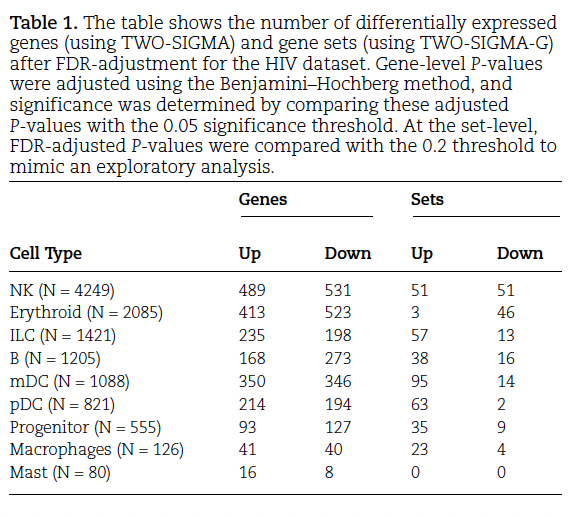 Table 1. The table shows the number of differentially expressed
genes (using TWO-SIGMA) and gene sets (using TWO-SIGMA-G)
after FDR-adjustment for the HIV dataset. Gene-level P-values
were adjusted using the Benjamini–Hochberg method, and
significance was determined by comparing these adjusted
P-values with the 0.05 significance threshold. At the set-level,
FDR-adjusted P-values were compared with the 0.2 threshold to
mimic an exploratory analysis.
Genes Sets
Cell Type Up Down Up Down
NK (N = 4249) 489 531 51 51
Erythroid (N = 2085) 413 523 3 46
ILC (N = 1421) 235 198 57 13
B (N = 1205) 168 273 38 16
mDC (N = 1088) 350 346 95 14
pDC (N = 821) 214 194 63 2
Progenitor (N = 555) 93 127 35 9
Macrophages (N = 126) 41 40 23 4
Mast (N = 80) 16 8 0 0